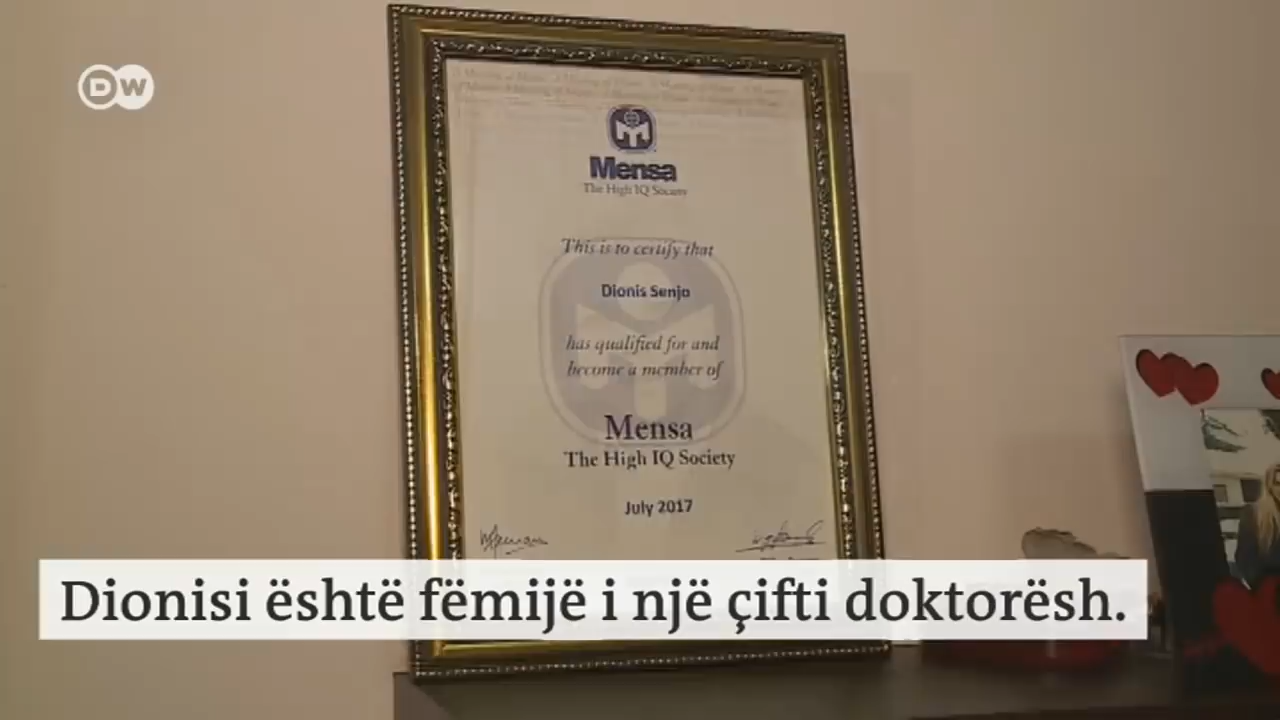 DW
Mensa
The High IQ Society
This is to certify that
Dionis Senja
has qualified for and
become a member of
Mensa
The High IQ Society
July 2017
Dionisi është fëmijë i një çifti doktorësh.